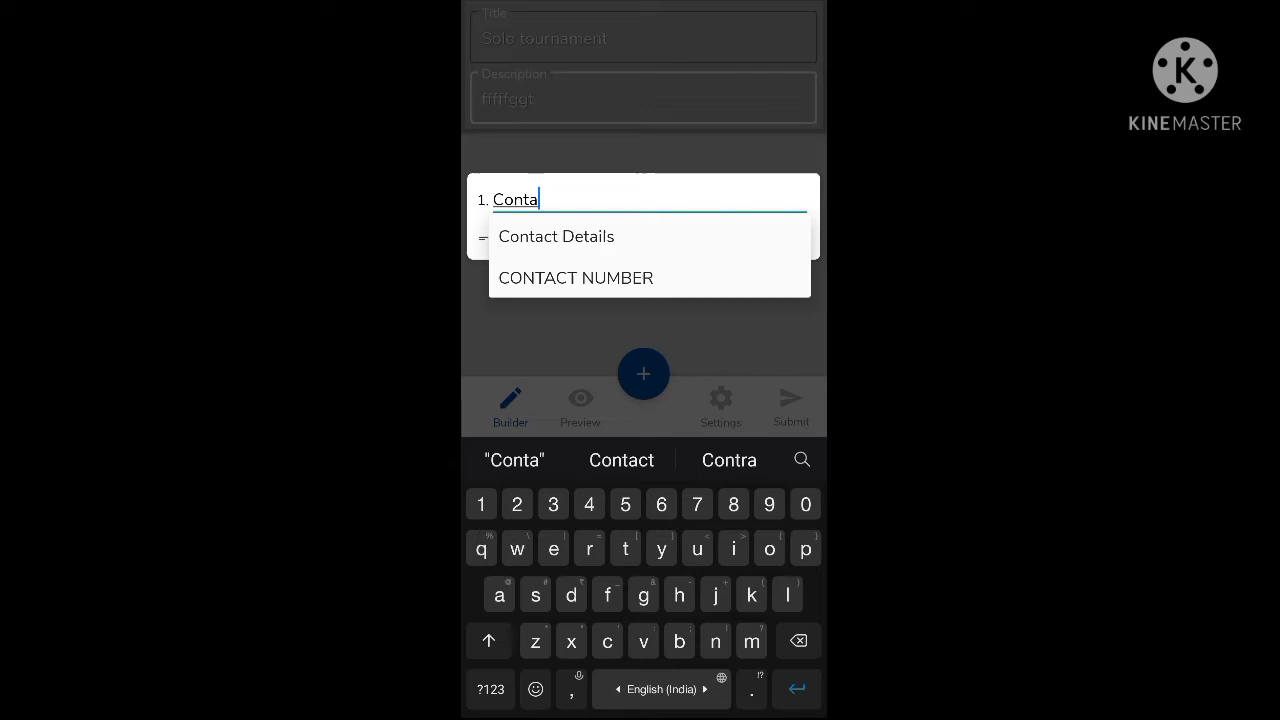 Title
Solo tournament
Description
fffffggt
K
KINEMASTER
1. Conta
Contact Details
CONTACT NUMBER
+
Builder
Preview
Settings
Submit
"Conta" Contact Contra
1 2 3 4 5 6 7 8 9 0
% \ | = [ ] < > { }
q w e r t y u i o p
@ # ₹ _ & - + ( )
a s d f g h j k l
* " ' : ; ! ?
z x c v b n m
!?
?123 , English (India) .